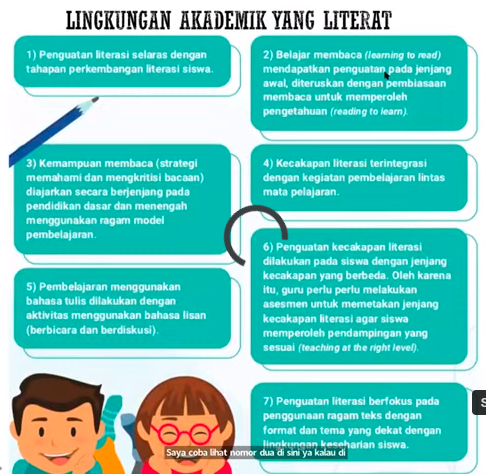 LINGKUNGAN AKADEMIK YANG LITERAT
1) Penguatan literasi selaras dengan
tahapan perkembangan literasi siswa.
2) Belajar membaca (learning to read)
mendapatkan penguatan pada jenjang
awal, diteruskan dengan pembiasaan
membaca untuk memperoleh
pengetahuan (reading to learn).
3) Kemampuan membaca (strategi
memahami dan mengkritisi bacaan)
diajarkan secara berjenjang pada
pendidikan dasar dan menengah
menggunakan ragam model
pembelajaran.
4) Kecakapan literasi terintegrasi
dengan kegiatan pembelajaran lintas
mata pelajaran.
5) Pembelajaran menggunakan
bahasa tulis dilakukan dengan
aktivitas menggunakan bahasa lisan
(berbicara dan berdiskusi).
6) Penguatan kecakapan literasi
dilakukan pada siswa dengan jenjang
kecakapan yang berbeda. Oleh karena
itu, guru perlu perlu melakukan
asesmen untuk memetakan jenjang
kecakapan literasi agar siswa
memperoleh pendampingan yang
sesuai (teaching at the right level).
7) Penguatan literasi berfokus pada
penggunaan ragam teks dengan
format dan tema yang dekat dengan
lingkungan keseharian siswa.
Saya coba lihat nomor dua di sini ya kalau di
S